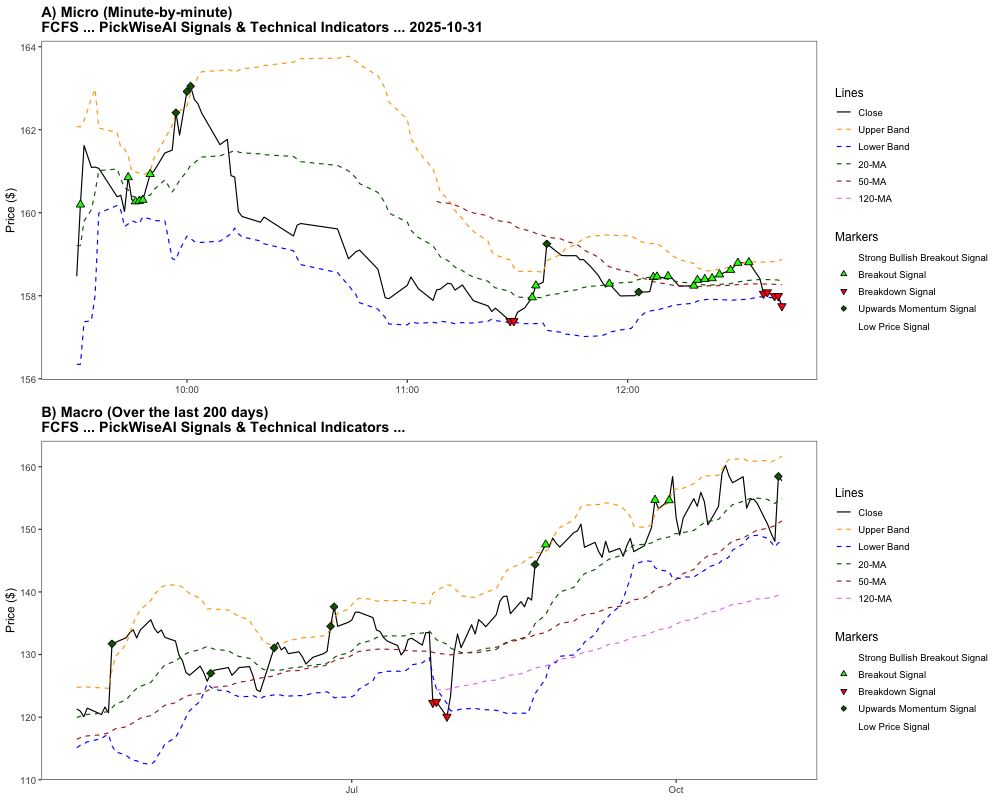 A) Micro (Minute-by-minute)
FCFS ... PickWiseAI Signals & Technical Indicators ... 2025-10-31
Price ($)
164
162
160
158
156
10:00
11:00
12:00
Lines
Close
Upper Band
Lower Band
20-MA
50-MA
120-MA
Markers
Strong Bullish Breakout Signal
Breakout Signal
Breakdown Signal
Upwards Momentum Signal
Low Price Signal
B) Macro (Over the last 200 days)
FCFS ... PickWiseAI Signals & Technical Indicators ...
Price ($)
160
150
140
130
120
110
Jul
Oct
Lines
Close
Upper Band
Lower Band
20-MA
50-MA
120-MA
Markers
Strong Bullish Breakout Signal
Breakout Signal
Breakdown Signal
Upwards Momentum Signal
Low Price Signal